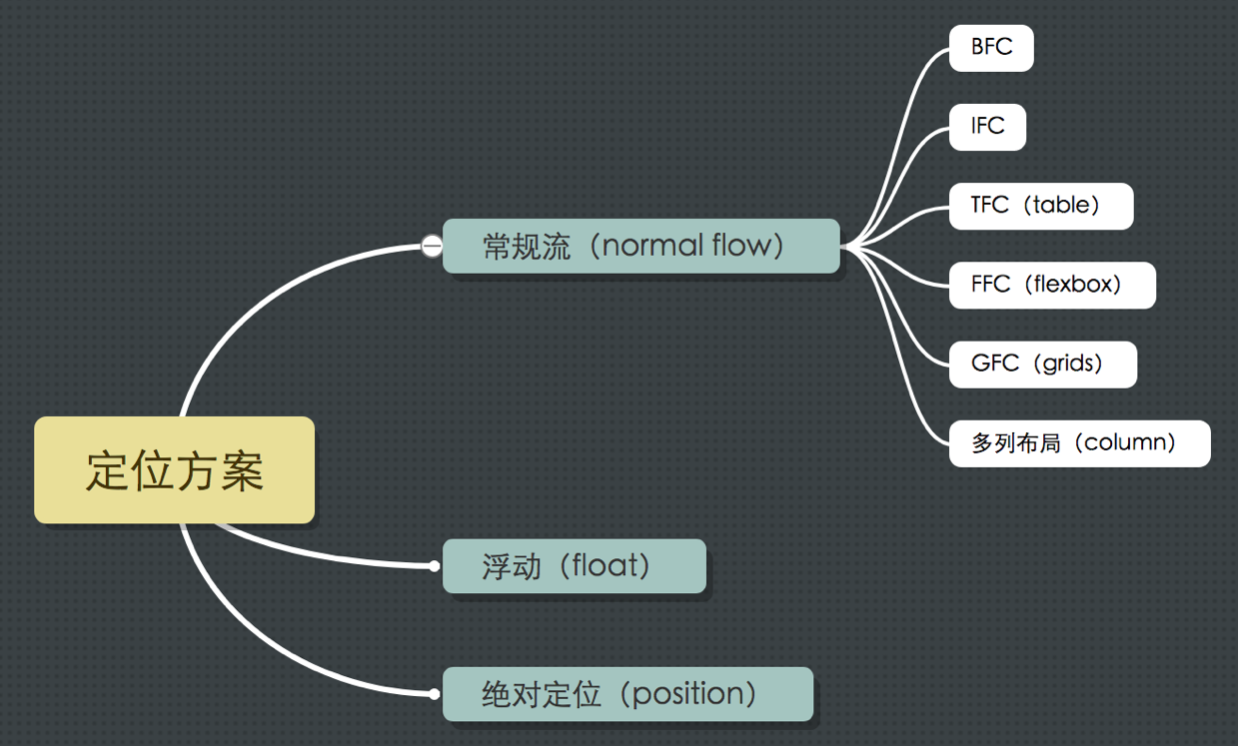 BFC
IFC
TFC（table）
常规流（normal flow）
FFC（flexbox）
GFC（grids）
多列布局（column）
定位方案
浮动（float）
绝对定位（position）